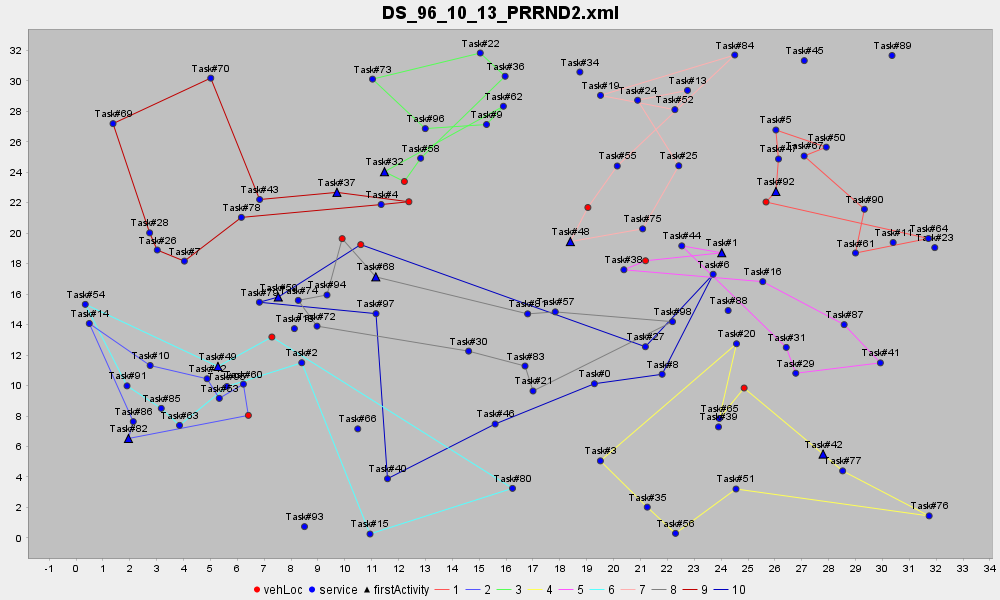 DS_96_10_13_PRRND2.xml
32
30
28
26
24
22
20
18
16
14
12
10
8
6
4
2
0
Task#22
Task#84
Task#45
Task#89
Task#73
Task#36
Task#34
Task#70
Task#19
Task#24
Task#13
Task#62
Task#52
Task#69
Task#96
Task#9
Task#5
Task#58
Task#50
Task#67
Task#32
Task#55
Task#25
Task#37
Task#92
Task#43
Task#4
Task#78
Task#90
Task#28
Task#75
Task#26
Task#48
Task#44
Task#11
Task#64
Task#23
Task#7
Task#1
Task#61
Task#38
Task#6
Task#68
Task#16
Task#94
Task#74
Task#54
Task#14
Task#97
Task#57
Task#88
Task#98
Task#87
Task#72
Task#20
Task#27
Task#31
Task#30
Task#2
Task#10
Task#49
Task#83
Task#41
Task#29
Task#8
Task#0
Task#21
Task#91
Task#60
Task#53
Task#85
Task#86
Task#63
Task#82
Task#66
Task#46
Task#65
Task#39
Task#42
Task#3
Task#77
Task#40
Task#80
Task#51
Task#35
Task#76
Task#93
Task#15
Task#56
-1 0 1 2 3 4 5 6 7 8 9 10 11 12 13 14 15 16 17 18 19 20 21 22 23 24 25 26 27 28 29 30 31 32 33 34
vehLoc service firstActivity 1 2 3 4 5 6 7 8 9 10